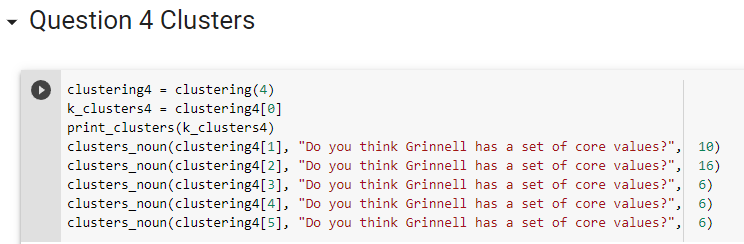 Question 4 Clusters
clustering4 = clustering(4)
k_clusters4 = clustering4[0]
print_clusters(k_clusters4)
clusters_noun(clustering4[1], "Do you think Grinnell has a set of core values?", 10)
clusters_noun(clustering4[2], "Do you think Grinnell has a set of core values?", 16)
clusters_noun(clustering4[3], "Do you think Grinnell has a set of core values?", 6)
clusters_noun(clustering4[4], "Do you think Grinnell has a set of core values?", 6)
clusters_noun(clustering4[5], "Do you think Grinnell has a set of core values?", 6)